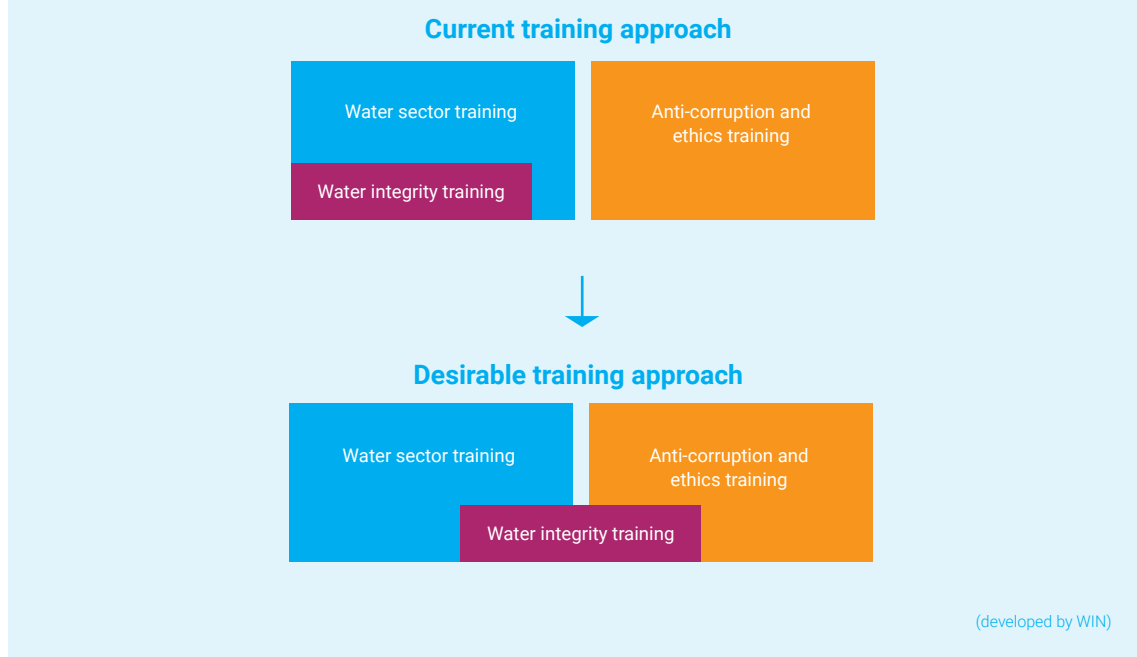 Current training approach
Water sector training
Anti-corruption and
ethics training
Water integrity training
Desirable training approach
Water sector training
Anti-corruption and
ethics training
Water integrity training
(developed by WIN)